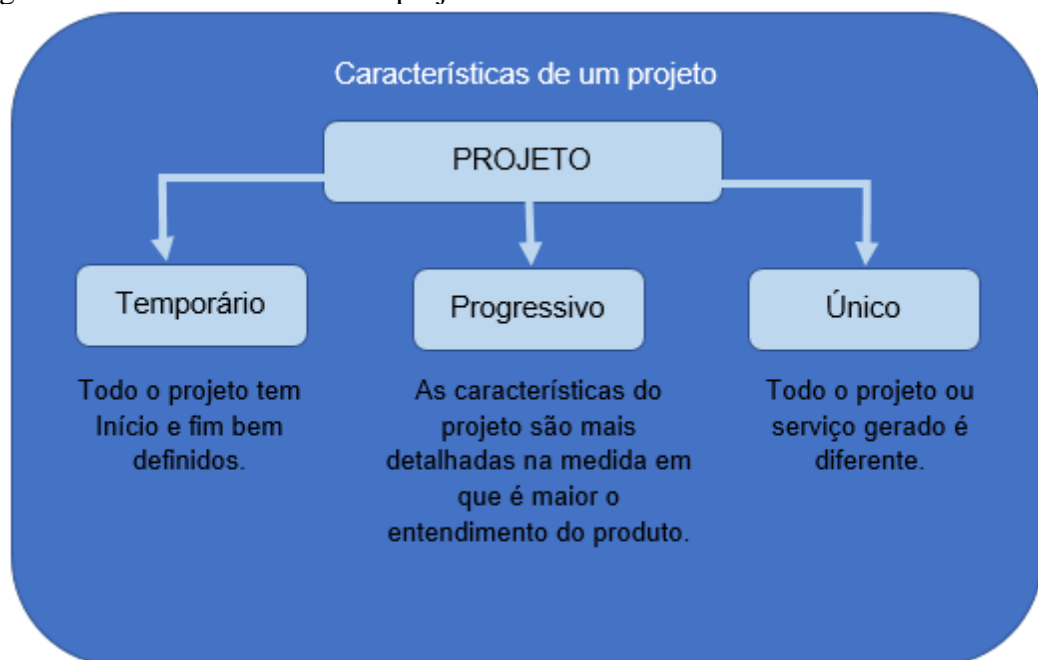 Características de um projeto
PROJETO
Temporário
Todo o projeto tem
Início e fim bem
definidos.
Progressivo
As características do
projeto são mais
detalhadas na medida em
que é maior o
entendimento do produto.
Único
Todo o projeto ou
serviço gerado é
diferente.